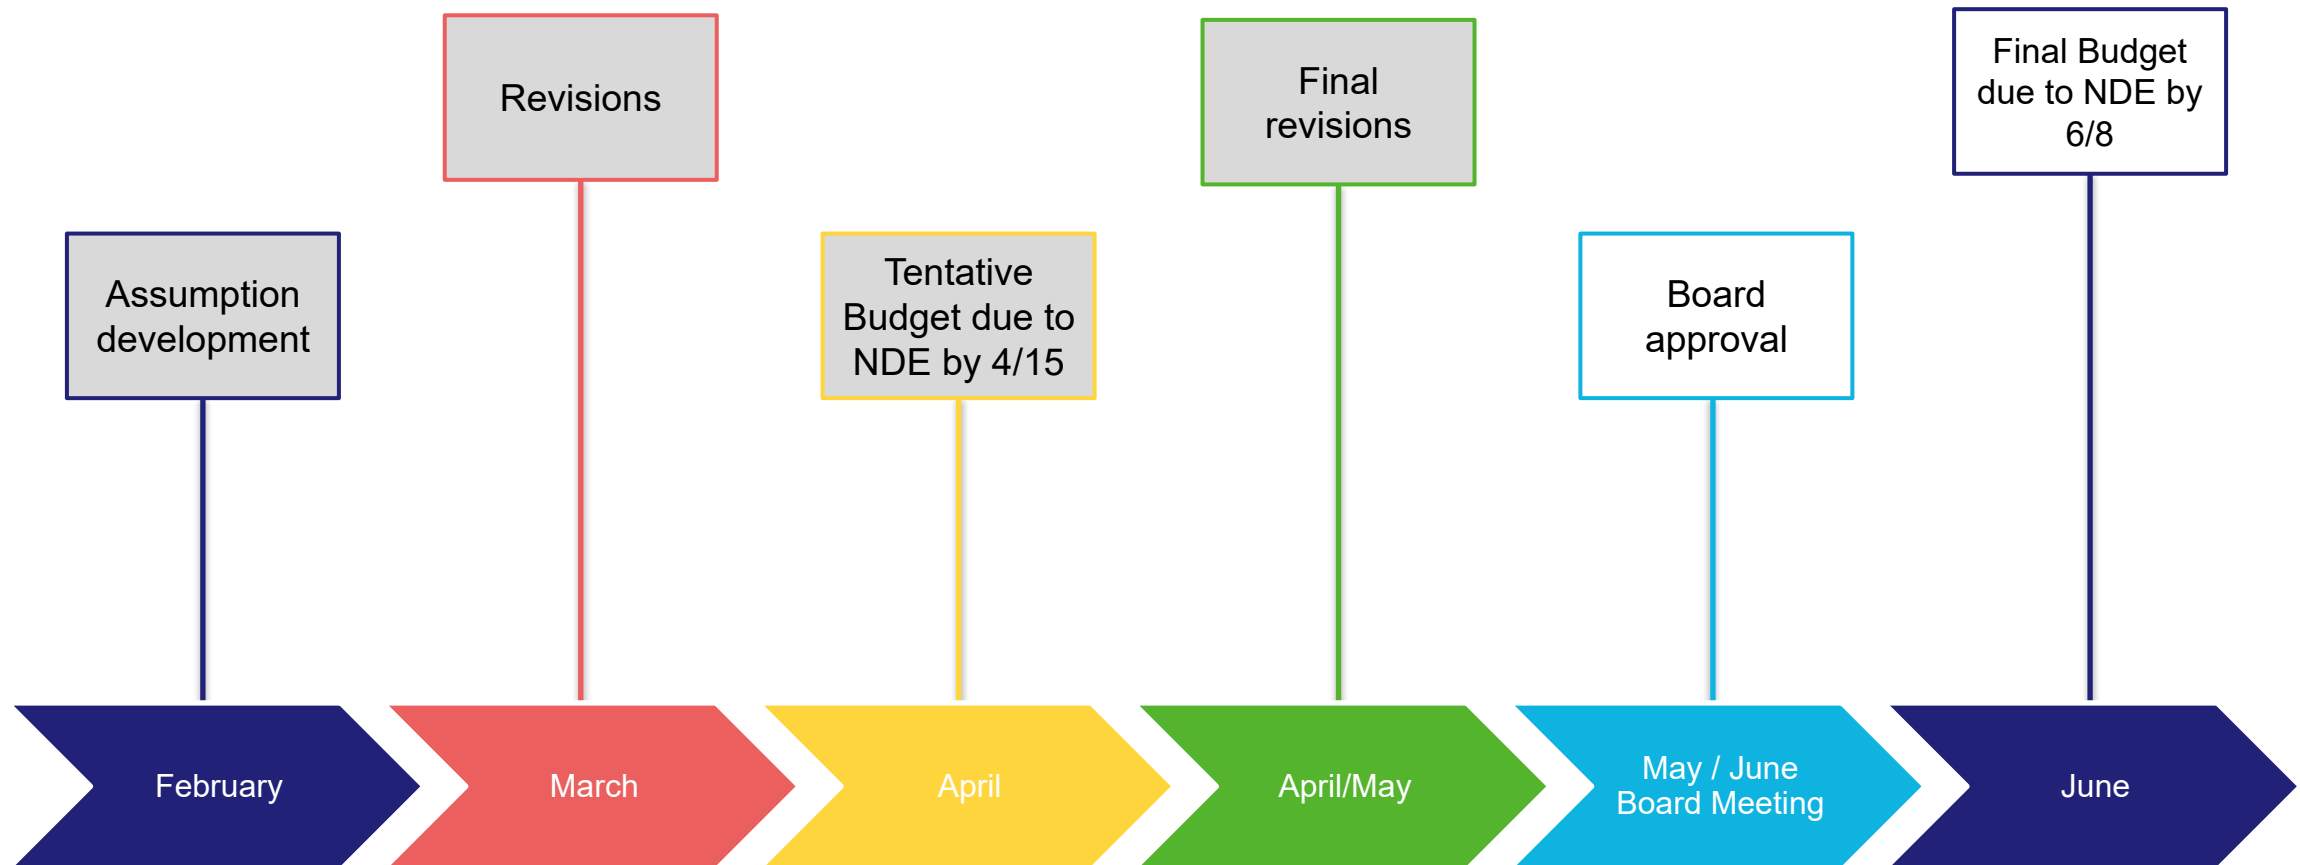 Assumption
development
Revisions
Tentative
Budget due to
NDE by 4/15
Final
revisions
Board
approval
Final Budget
due to NDE by
6/8
February
March
April
April/May
May / June
Board Meeting
June